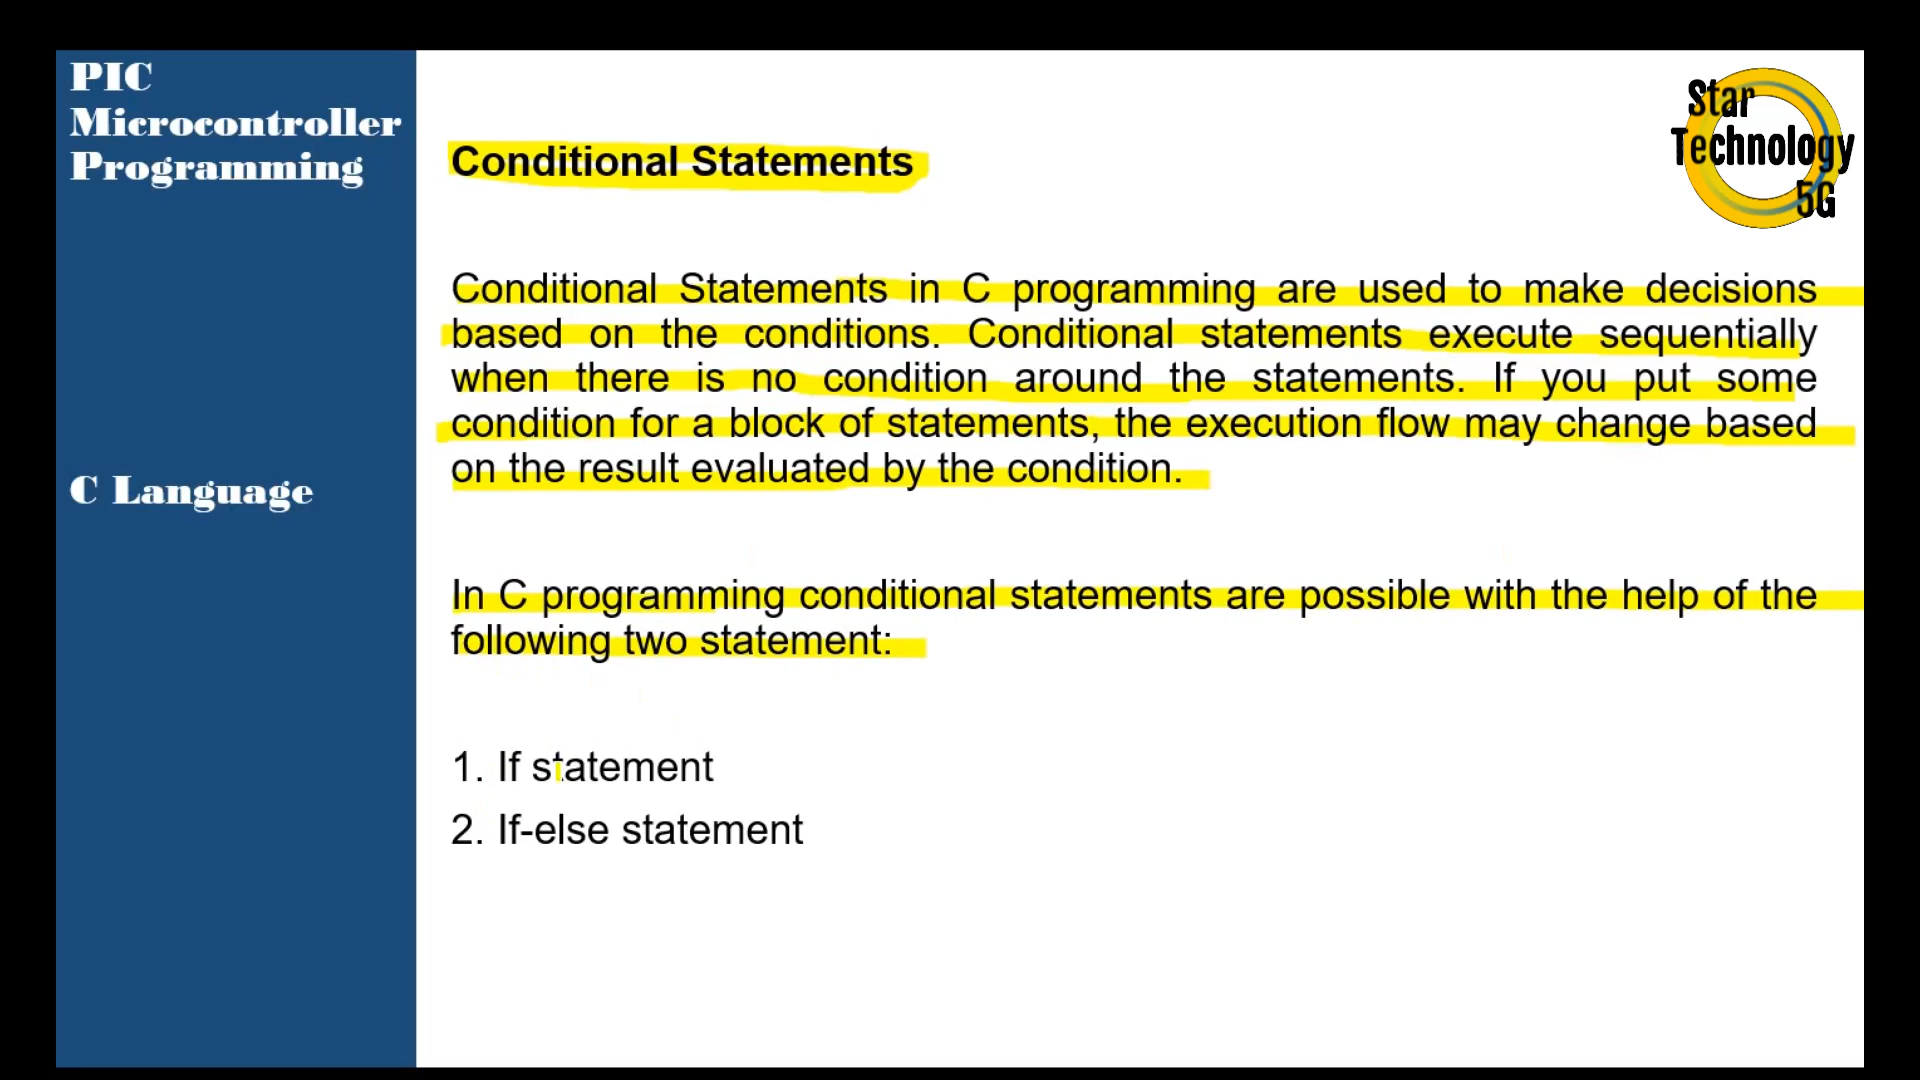 PIC
Microcontroller
Programming
C Language
Star
Technology
5G
Conditional Statements
Conditional Statements in C programming are used to make decisions
based on the conditions. Conditional statements execute sequentially
when there is no condition around the statements. If you put some
condition for a block of statements, the execution flow may change based
on the result evaluated by the condition.
In C programming conditional statements are possible with the help of the
following two statement:
1. If statement
2. If-else statement